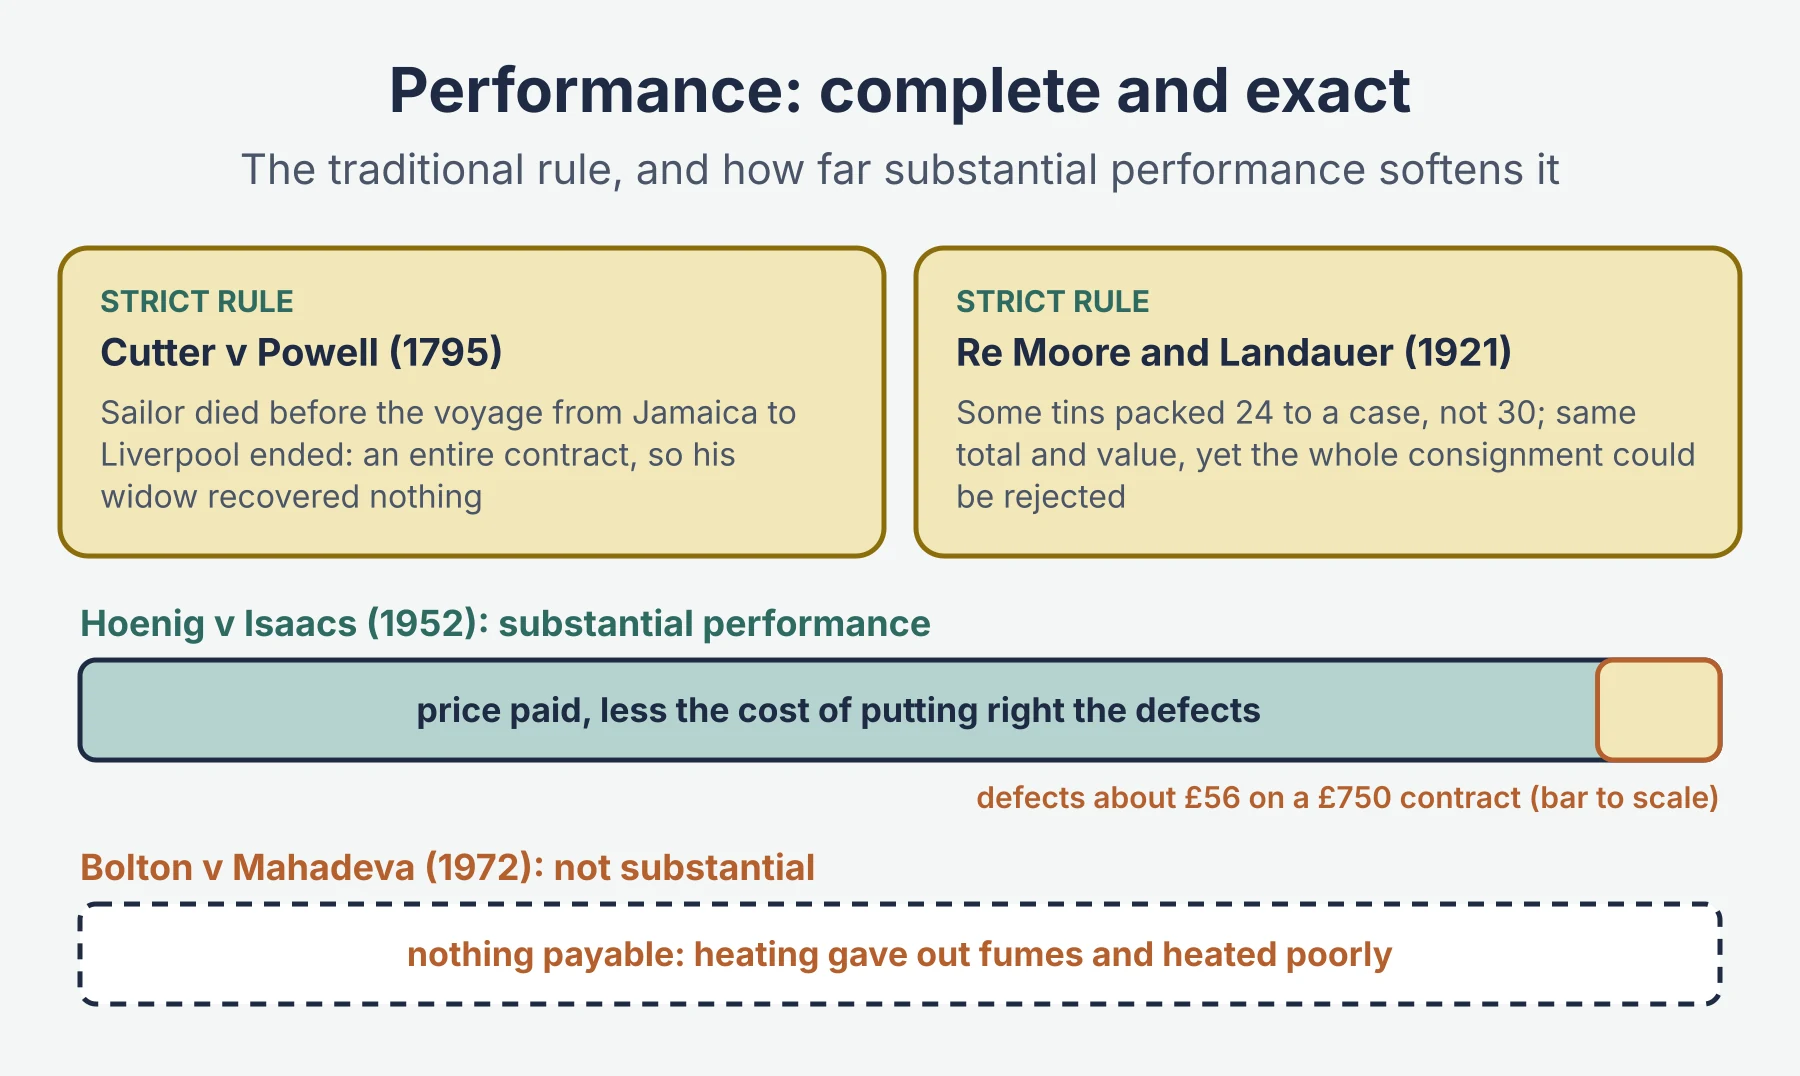 Performance: complete and exact
The traditional rule, and how far substantial performance softens it
STRICT RULE
Cutter v Powell (1795)
Sailor died before the voyage from Jamaica to
Liverpool ended: an entire contract, so his
widow recovered nothing
STRICT RULE
Re Moore and Landauer (1921)
Some tins packed 24 to a case, not 30; same
total and value, yet the whole consignment could
be rejected
Hoenig v Isaacs (1952): substantial performance
price paid, less the cost of putting right the defects
defects about £56 on a £750 contract (bar to scale)
Bolton v Mahadeva (1972): not substantial
nothing payable: heating gave out fumes and heated poorly